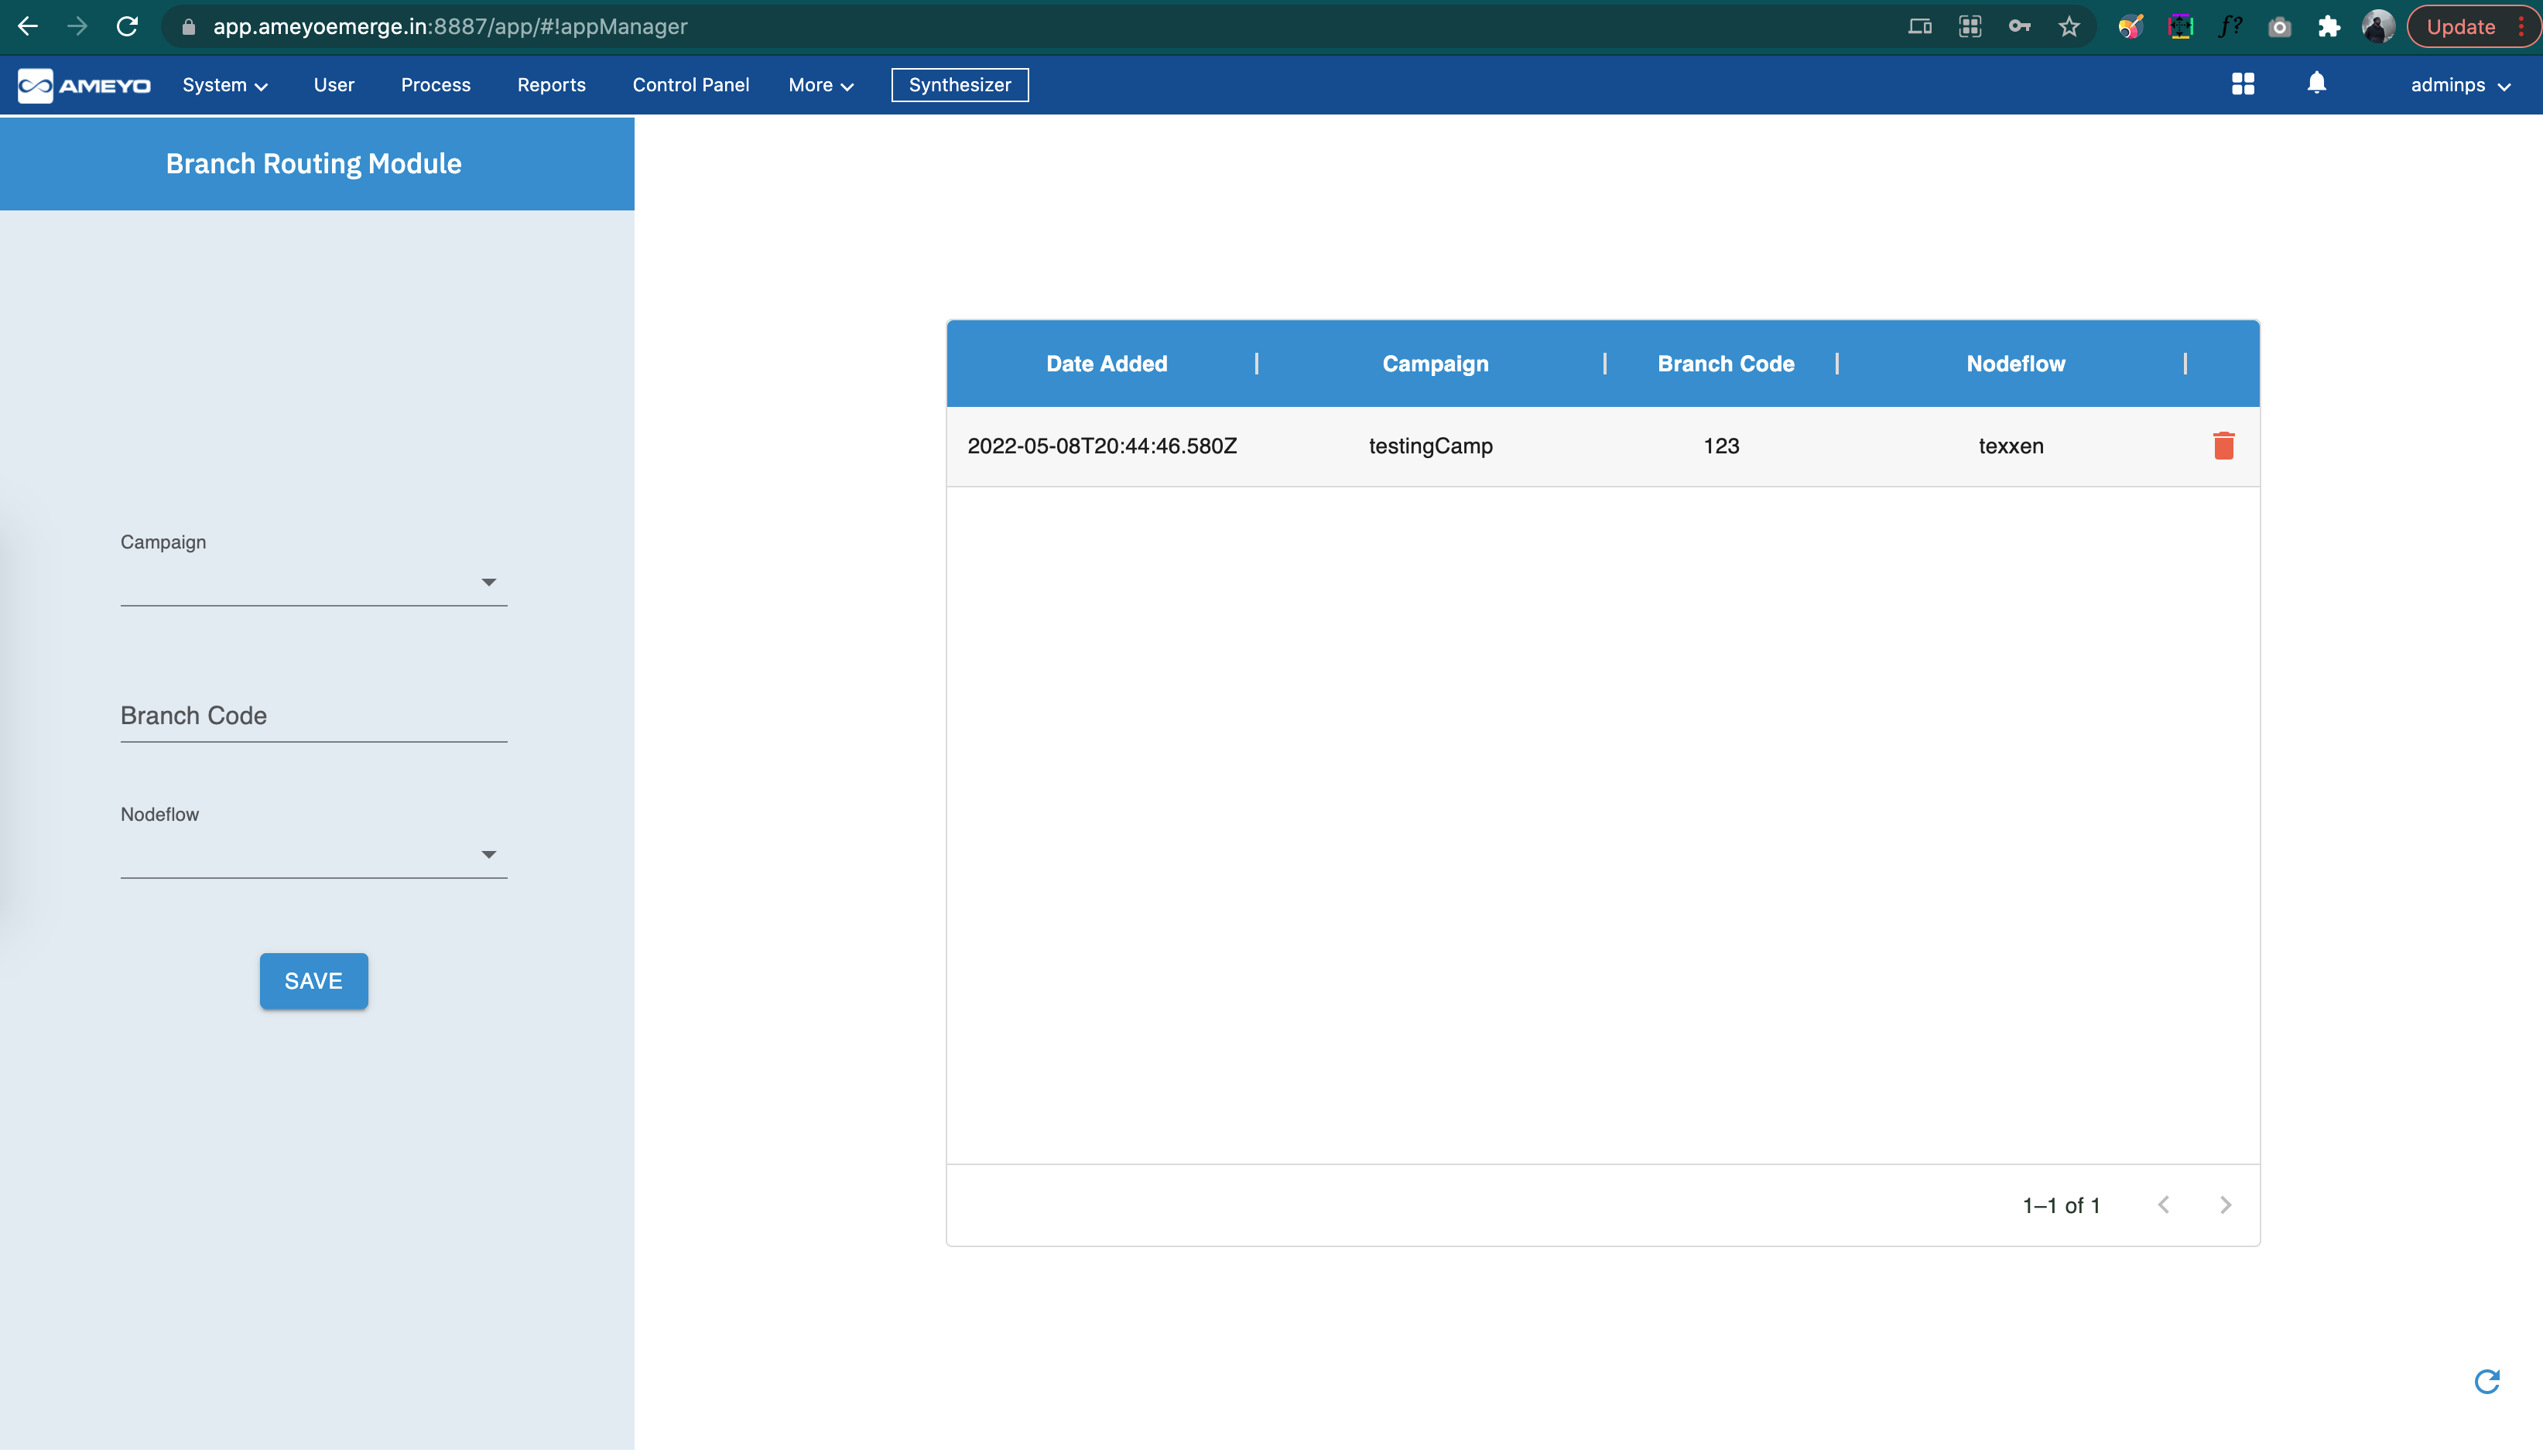 app.ameyoemerge.in:8887/app/#!appManager
f?
Update
AMEYO
System
User
Process
Reports
Control Panel
More
Synthesizer
adminps
Branch Routing Module
Campaign
Branch Code
Nodeflow
SAVE
Date Added | Campaign | Branch Code | Nodeflow |
2022-05-08T20:44:46.580Z testingCamp 123 texxen
1–1 of 1